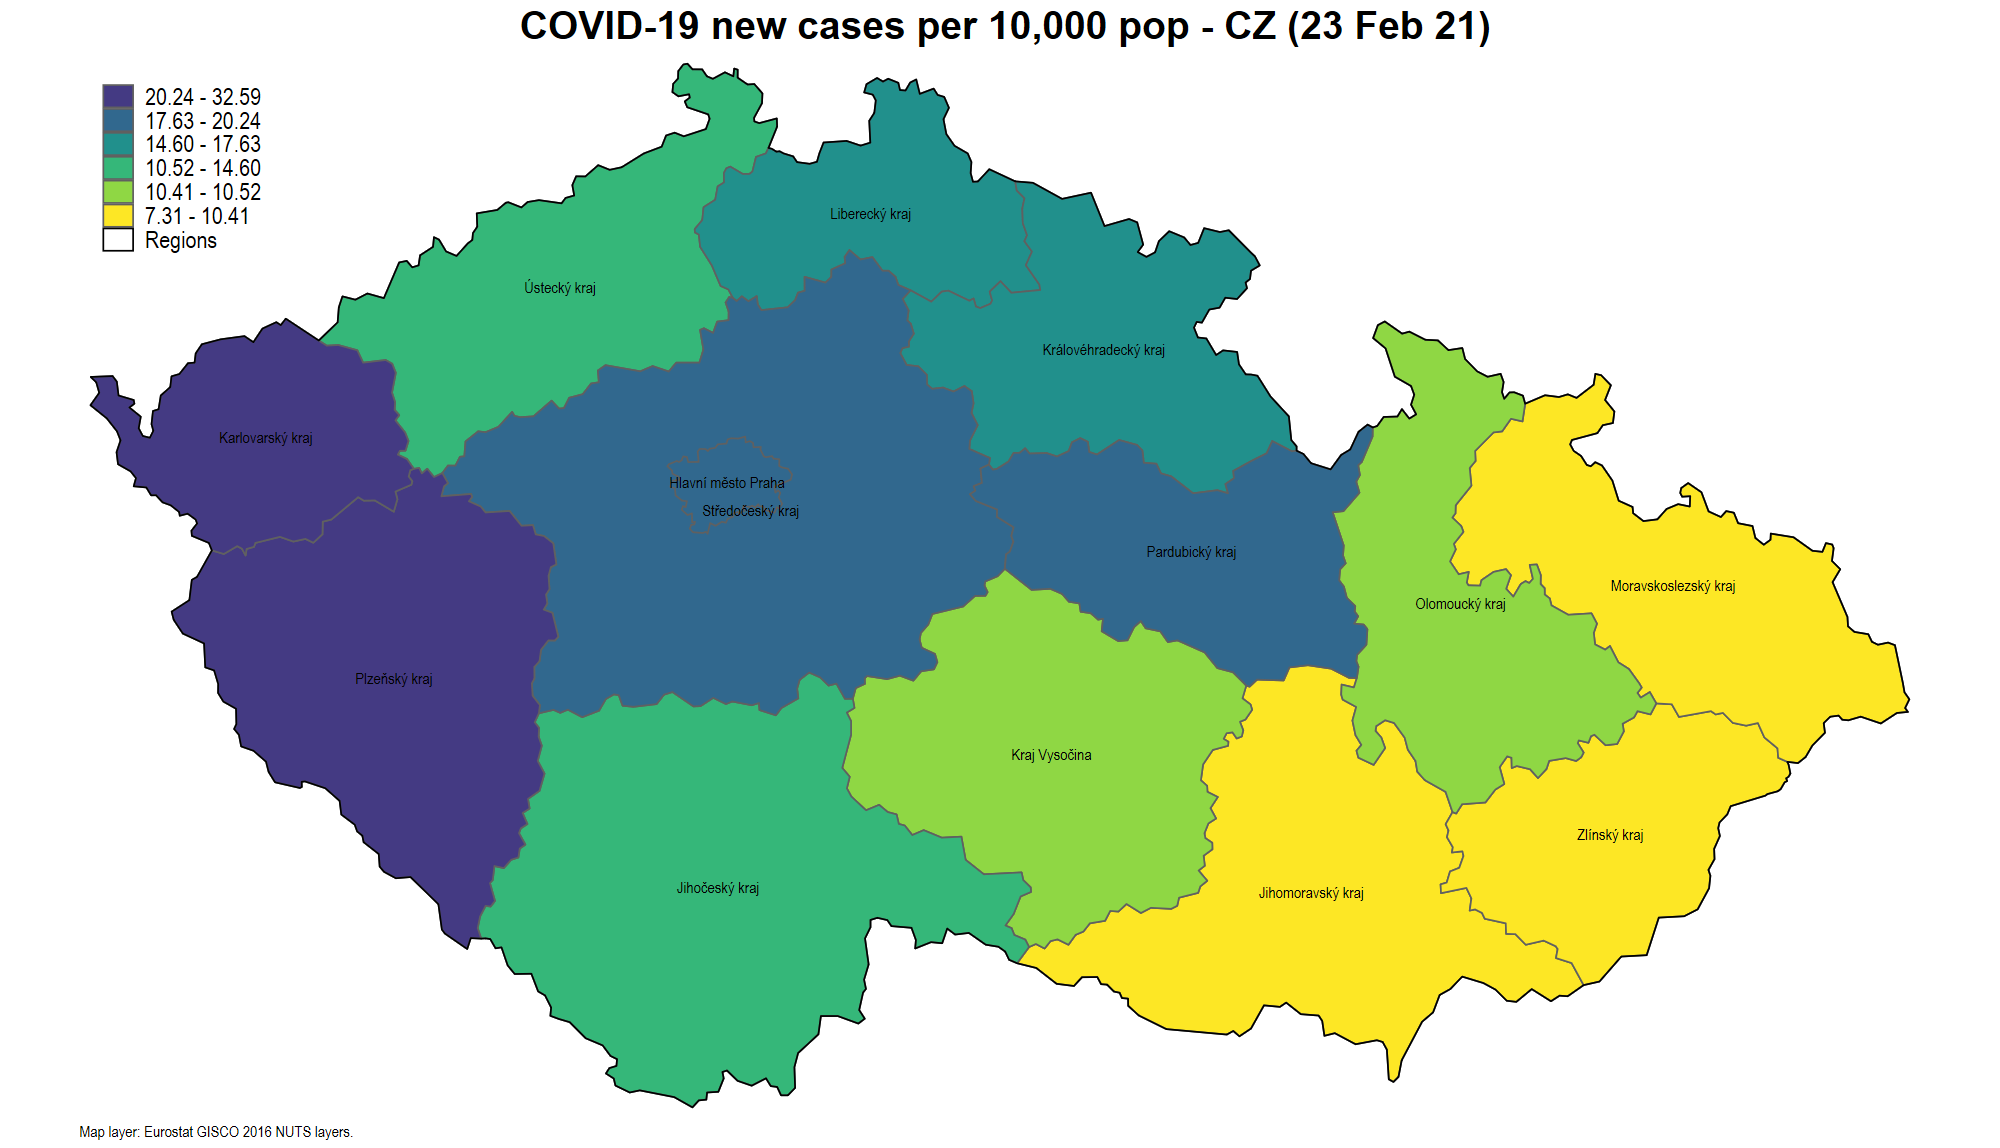 COVID-19 new cases per 10,000 pop - CZ (23 Feb 21)
20.24 - 32.59
17.63 - 20.24
14.60 - 17.63
10.52 - 14.60
10.41 - 10.52
7.31 - 10.41
Regions
Liberecký kraj
Ústecký kraj
Královéhradecký kraj
Karlovarský kraj
Hlavní město Praha
Středočeský kraj
Pardubický kraj
Moravskoslezský kraj
Olomoucký kraj
Plzeňský kraj
Kraj Vysočina
Zlínský kraj
Jihočeský kraj
Jihomoravský kraj
Map layer: Eurostat GISCO 2016 NUTS layers.